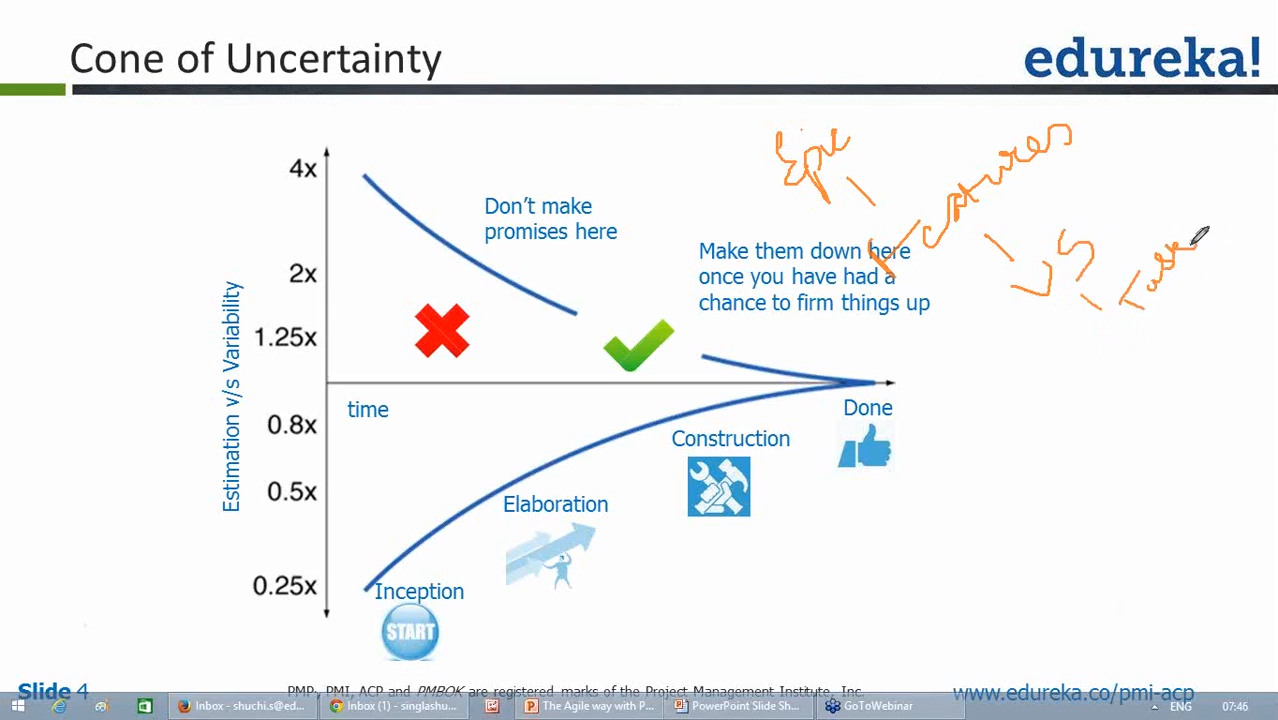 Cone of Uncertainty
edureka!
Epic
Features
US
Task
4x
2x
1.25x
0.8x
0.5x
0.25x
Estimation v/s Variability
Don't make
promises here
Make them down here
once you have had a
chance to firm things up
time
Done
Construction
Elaboration
Inception
START
Slide 4
PMP, PMI, ACP and PMBOK are registered marks of the Project Management Institute, Inc.
www.edureka.co/pmi-acp
Inbox - shuchi.s@ed...
Inbox (1) - singlashu...
The Agile way with P...
PowerPoint Slide Sh...
GoToWebinar
ENG
07:46